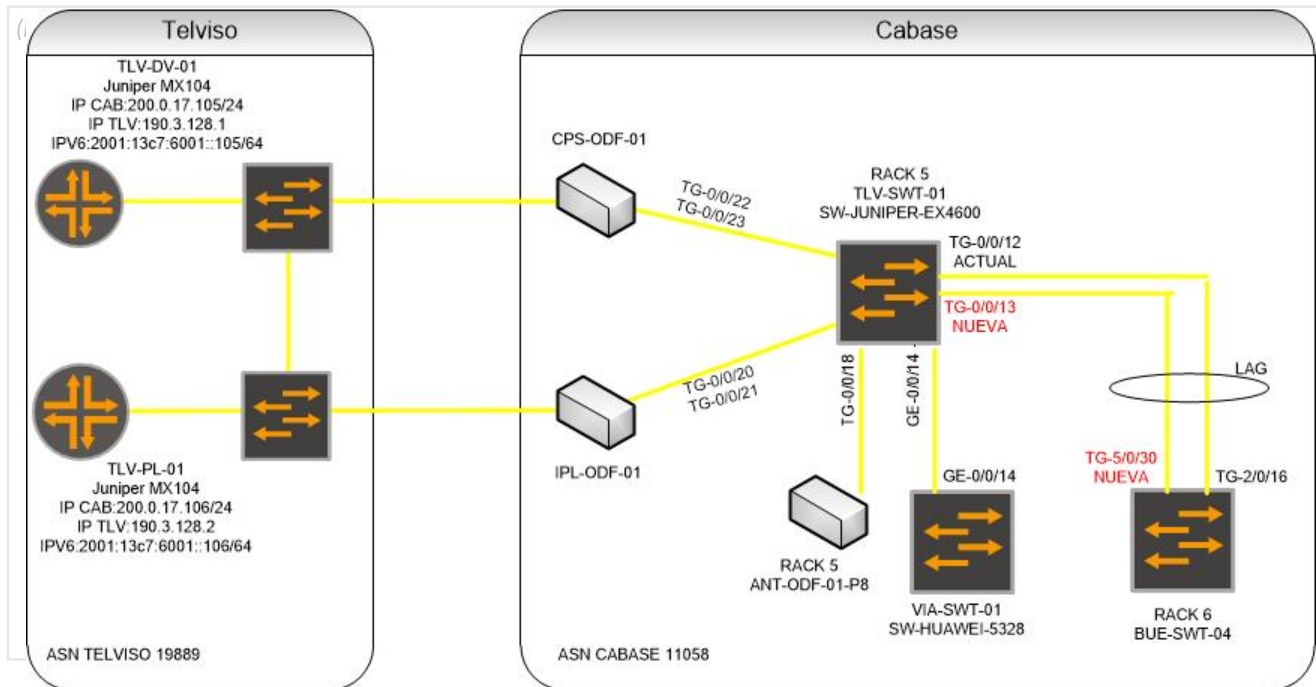 Telviso
TLV-DV-01
Juniper MX104
IP CAB:200.0.17.105/24
IP TLV:190.3.128.1
IPV6:2001:13c7:6001::105/64
TLV-PL-01
Juniper MX104
IP CAB:200.0.17.106/24
IP TLV:190.3.128.2
IPV6:2001:13c7:6001::106/64
ASN TELVISO 19889
Cabase
CPS-ODF-01
TG-0/0/22
TG-0/0/23
RACK 5
TLV-SWT-01
SW-JUNIPER-EX4600
TG-0/0/12
ACTUAL
TG-0/0/13
NUEVA
TG-0/0/20
TG-0/0/21
IPL-ODF-01
TG-0/0/18
GE-0/0/14
LAG
GE-0/0/14
TG-5/0/30
NUEVA
TG-2/0/16
RACK 5
ANT-ODF-01-P8
VIA-SWT-01
SW-HUAWEI-5328
RACK 6
BUE-SWT-04
ASN CABASE 11058